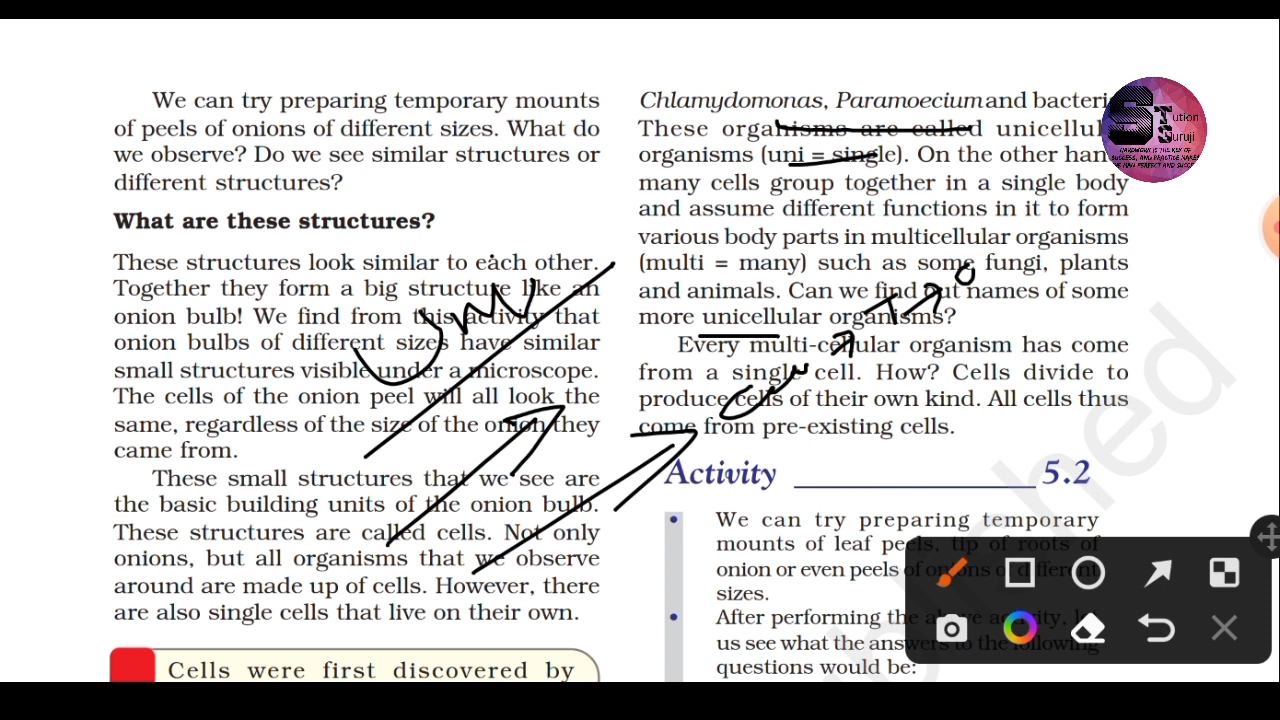 We can try preparing temporary mounts
of peels of onions of different sizes. What do
we observe? Do we see similar structures or
different structures?
What are these structures?
These structures look similar to each other.
Together they form a big structure like an
onion bulb! We find from this activity that
onion bulbs of different sizes have similar
small structures visible under a microscope.
The cells of the onion peel will all look the
same, regardless of the size of the onion they
came from.
These small structures that we see are
the basic building units of the onion bulb.
These structures are called cells. Not only
onions, but all organisms that we observe
around are made up of cells. However, there
are also single cells that live on their own.
Cells were first discovered by
Chlamydomonas, Paramoecium and
These organisms are called
organisms (uni = single). On the other
many cells group together in a single body
and assume different functions in it to form
various body parts in multicellular organisms
(multi = many) such as some fungi, plants
and animals. Can we find out names of some
more unicellular organisms?
Every multi-cellular organism has come
from a single cell. How? Cells divide to
produce cells of their own kind. All cells thus
come from pre-existing cells.
Activity 5.2
• We can try preparing temporary
mounts of leaf peels, tip of roots of
onion or even peels of onions of different
sizes.
• After performing the above activity, let
us see what the answers to the following
questions would be:
STution
Guruji